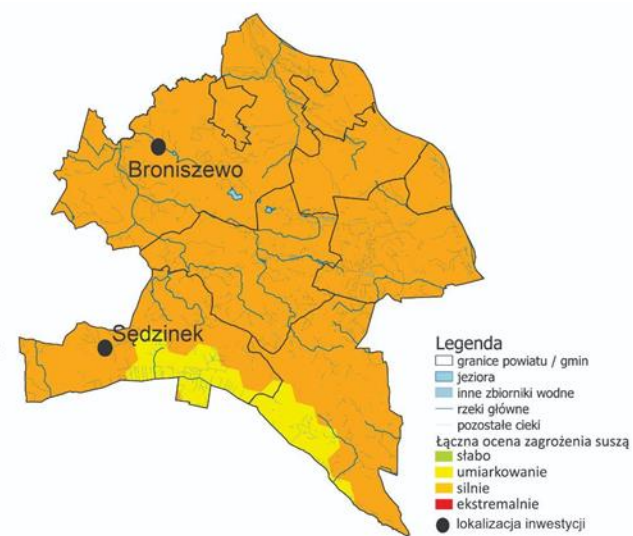 Broniszewo
Sędzinek
Legenda
granice powiatu / gmin
jeziora
inne zbiorniki wodne
rzeki główne
pozostałe cieki
Łączna ocena zagrożenia suszą
słabo
umiarkowanie
silnie
ekstremalnie
lokalizacja inwestycji